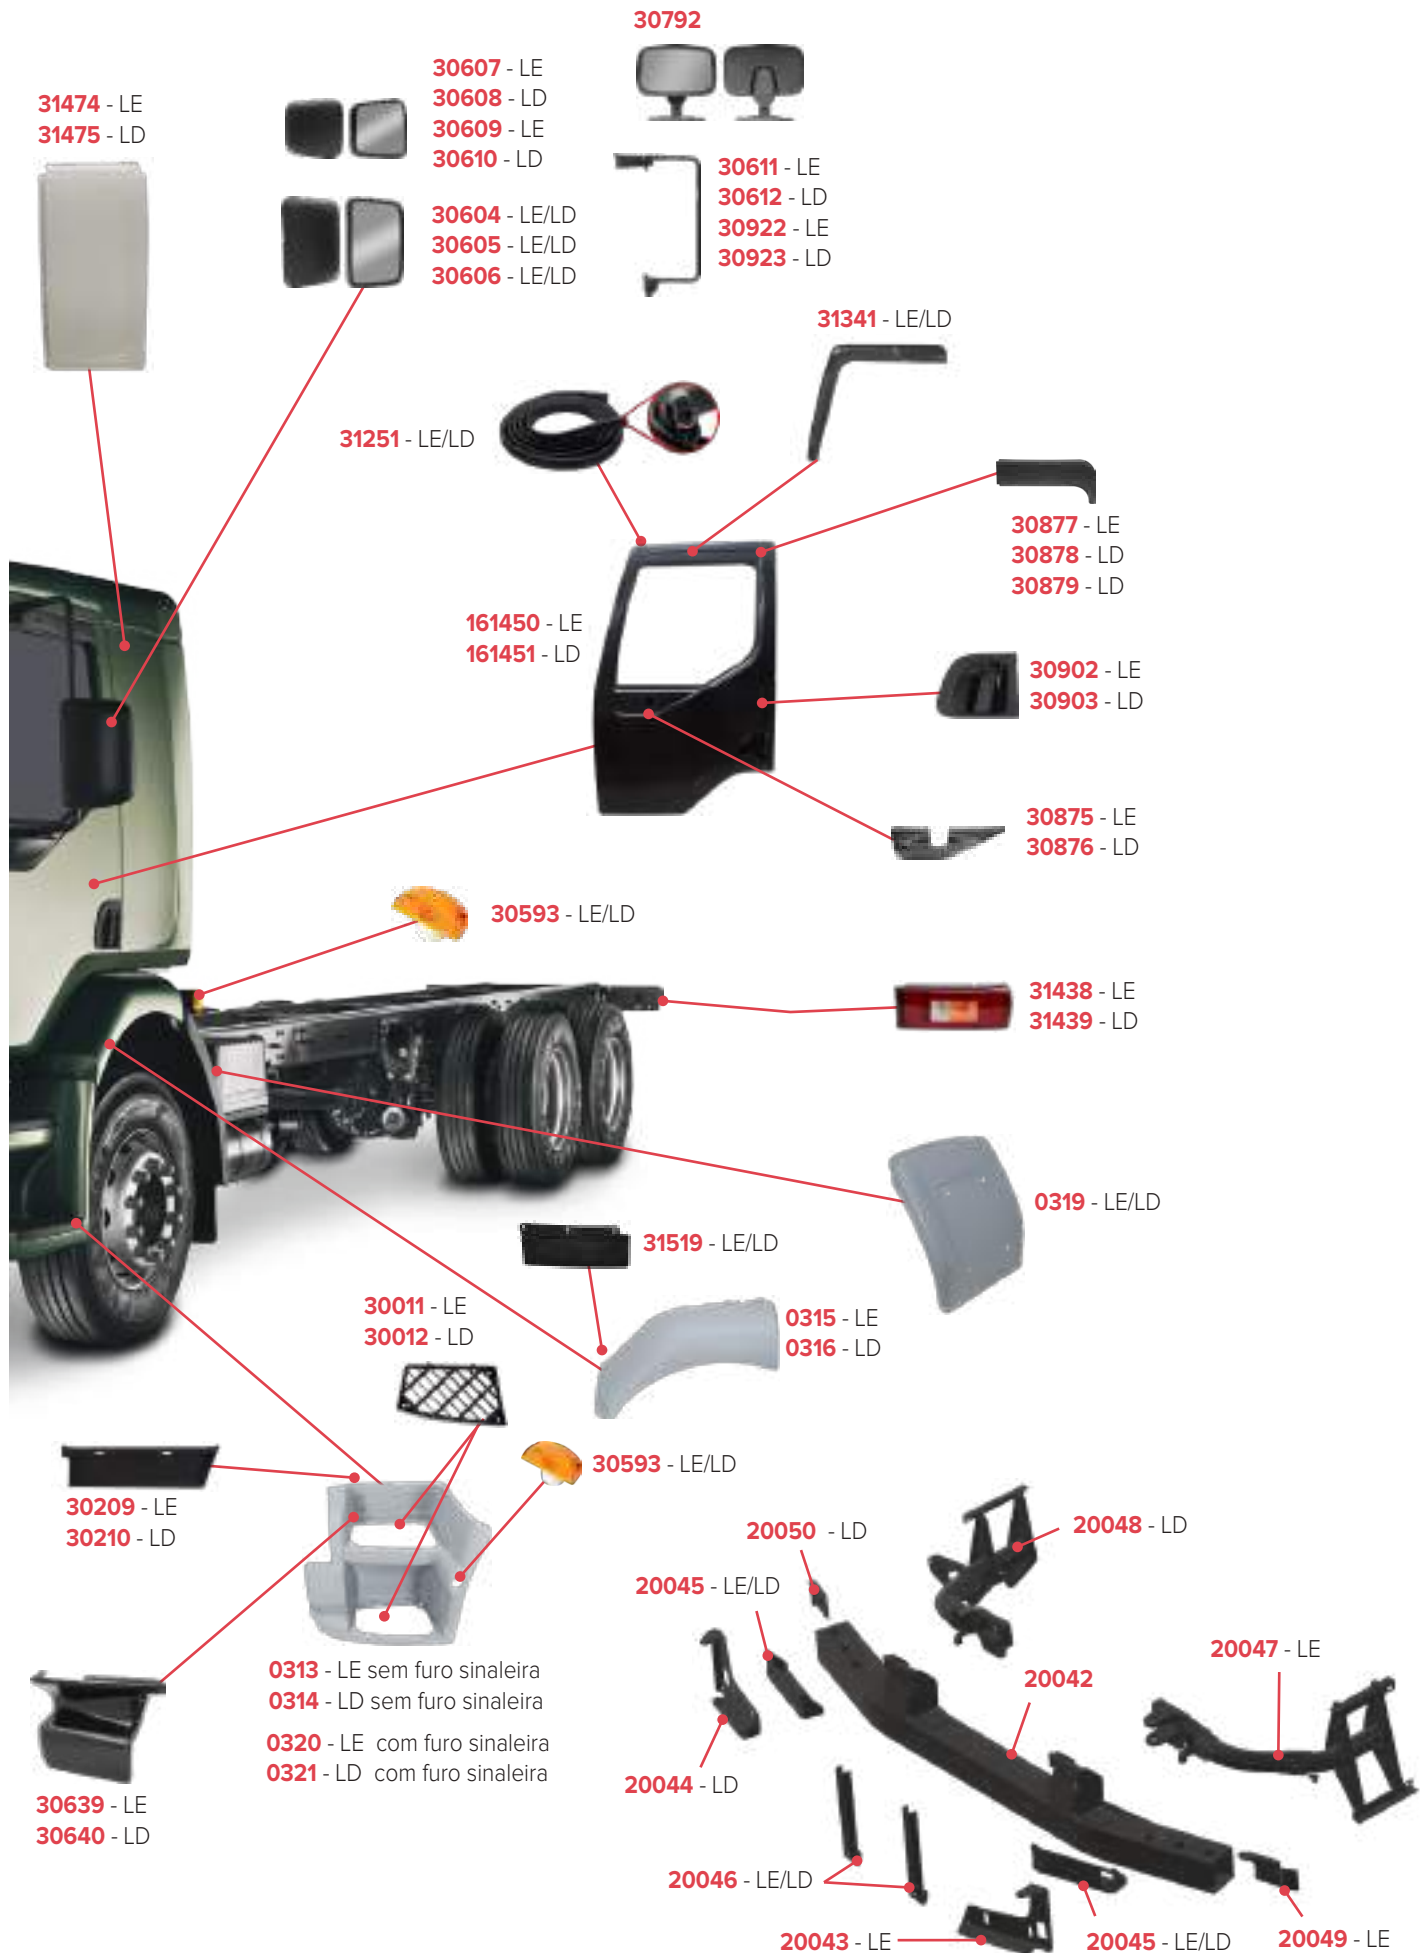 30792
30607 - LE
30608 - LD
30609 - LE
30610 - LD
31474 - LE
31475 - LD
30611 - LE
30612 - LD
30922 - LE
30923 - LD
30604 - LE/LD
30605 - LE/LD
30606 - LE/LD
31341 - LE/LD
31251 - LE/LD
30877 - LE
30878 - LD
30879 - LD
161450 - LE
161451 - LD
30902 - LE
30903 - LD
30875 - LE
30876 - LD
30593 - LE/LD
31438 - LE
31439 - LD
0319 - LE/LD
31519 - LE/LD
30011 - LE
30012 - LD
0315 - LE
0316 - LD
30593 - LE/LD
30209 - LE
30210 - LD
20050 - LD
20048 - LD
20045 - LE/LD
20047 - LE
0313 - LE sem furo sinaleira
0314 - LD sem furo sinaleira
0320 - LE com furo sinaleira
0321 - LD com furo sinaleira
20042
20044 - LD
30639 - LE
30640 - LD
20046 - LE/LD
20043 - LE
20045 - LE/LD
20049 - LE